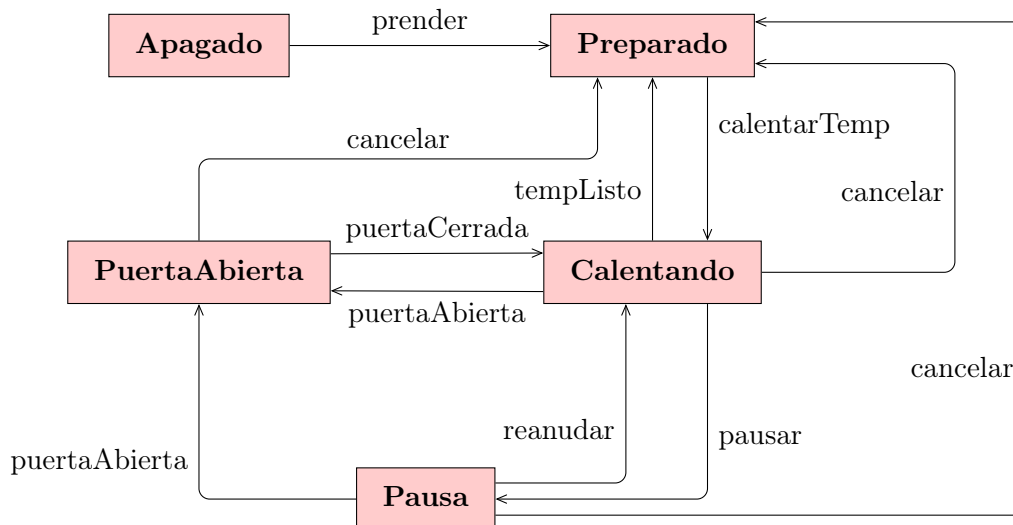 prender
Apagado
Preparado
calentarTemp
cancelar
tempListo
cancelar
puertaCerrada
PuertaAbierta
Calentando
puertaAbierta
cancelar
reanudar
pausar
puertaAbierta
Pausa